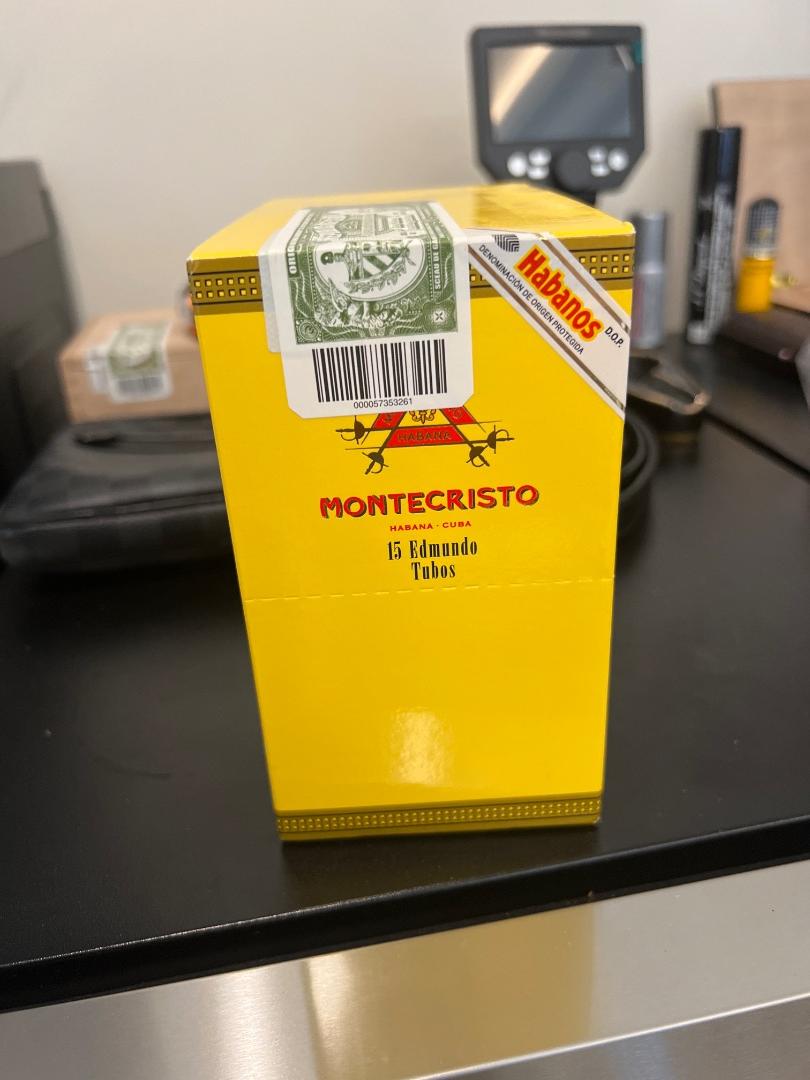 DENOMINACIÓN DE ORIGEN PROTEGIDA
Habanos
D.O.P.
000057353261
HABANA
MONTECRISTO
HABANA · CUBA
15 Edmundo
Tubos